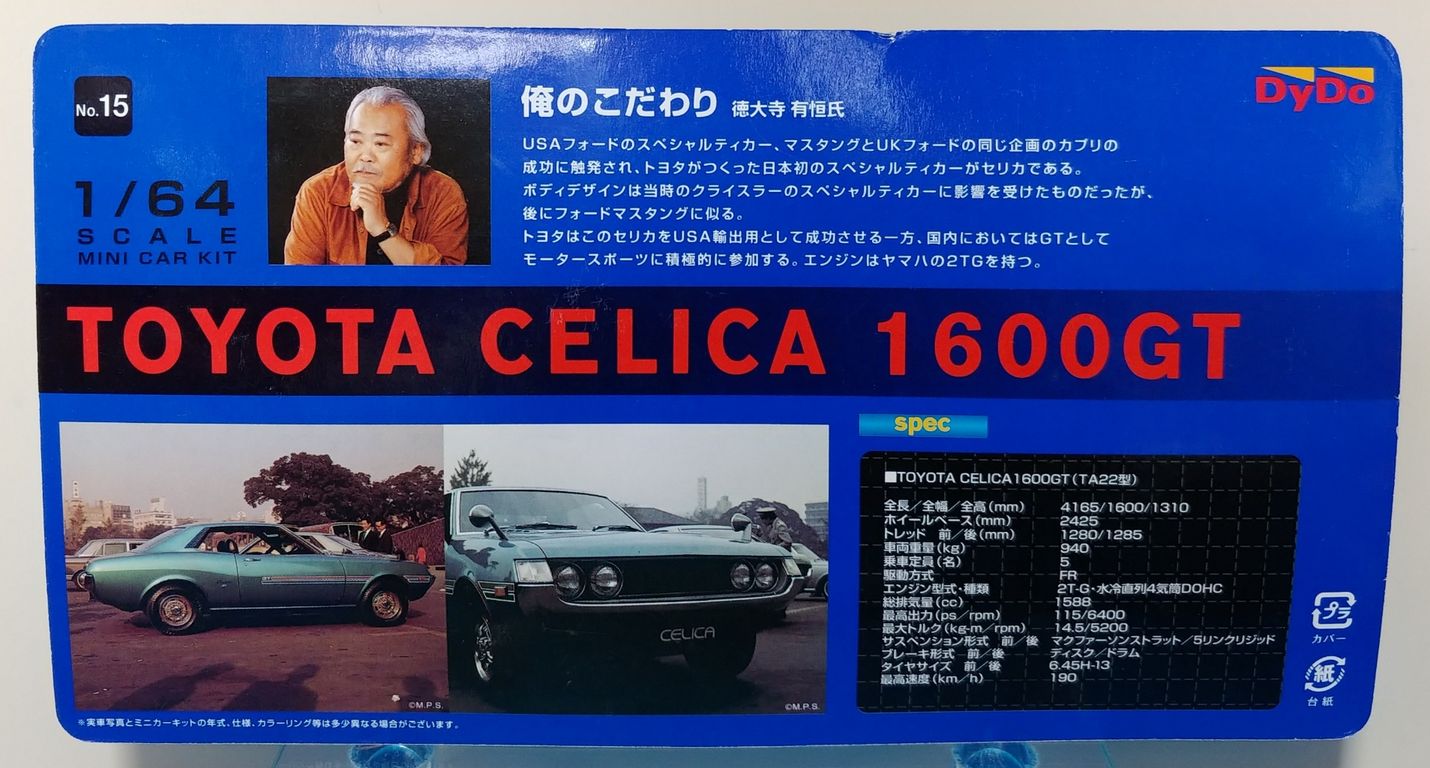 No.15
1/64
SCALE
MINI CAR KIT
俺のこだわり 徳大寺 有恒氏
DyDo
USAフォードのスペシャルティカー、マスタングとUKフォードの同じ企画のカプリの
成功に触発され、トヨタがつくった日本初のスペシャルティカーがセリカである。
ボディデザインは当時のクライスラーのスペシャルティカーに影響を受けたものだったが、
後にフォードマスタングに似る。
トヨタはこのセリカをUSA輸出用として成功させる一方、国内においてはGTとして
モータースポーツに積極的に参加する。エンジンはヤマハの2TGを持つ。
TOYOTA CELICA 1600GT
CELICA
©M.P.S.
©M.P.S.
※実車写真とミニカーキットの年式、仕様、カラーリング等は多少異なる場合がございます。
spec
■TOYOTA CELICA1600GT(TA22型)
全長／全幅／全高(mm) 4165/1600/1310
ホイールベース(mm) 2425
トレッド 前／後(mm) 1280/1285
車両重量(kg) 940
乗車定員(名) 5
駆動方式 FR
エンジン型式・種類 2T-G・水冷直列4気筒DOHC
総排気量(cc) 1588
最高出力(ps／rpm) 115/6400
最大トルク(kg-m／rpm) 14.5/5200
サスペンション形式 前／後 マクファーソンストラット／5リンクリジッド
ブレーキ形式 前／後 ディスク／ドラム
タイヤサイズ 前／後 6.45H-13
最高速度(km／h) 190
プラ
カバー
紙
台紙